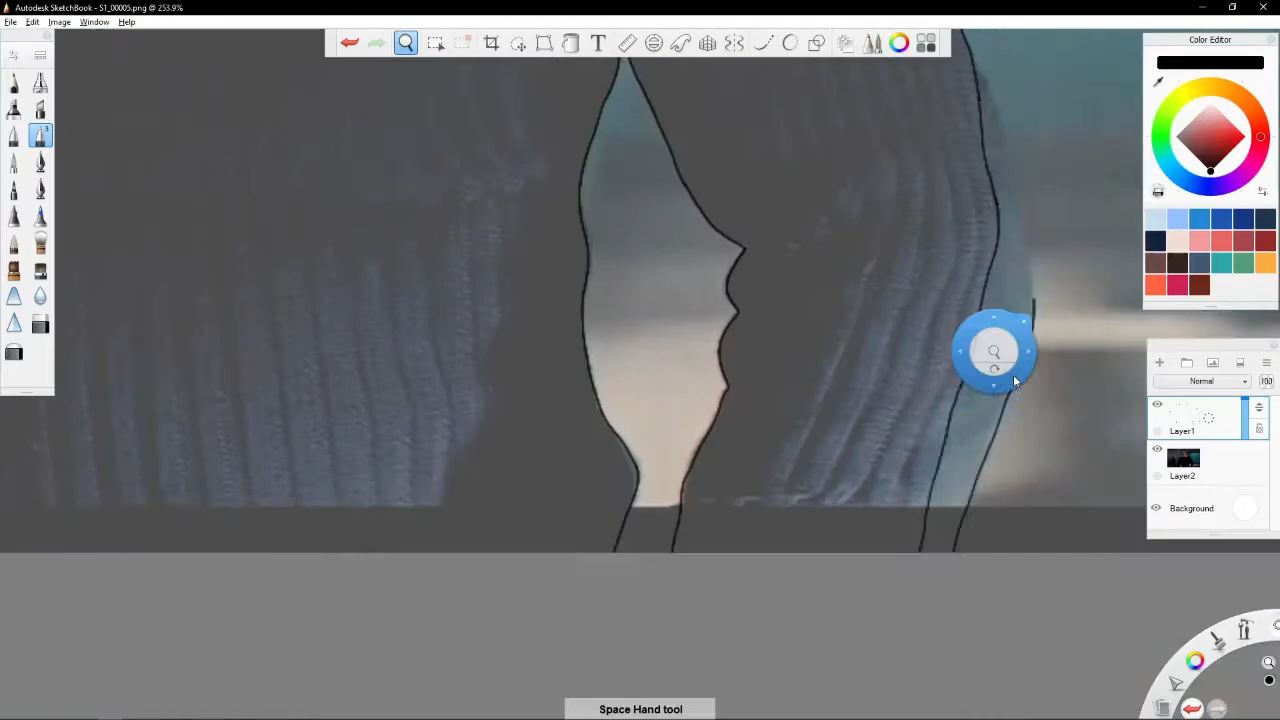 Autodesk SketchBook - S1_00005.png @ 253.9%
File Edit Image Window Help
T
3
Color Editor
Normal 100
Layer1
Layer2
Background
Space Hand tool